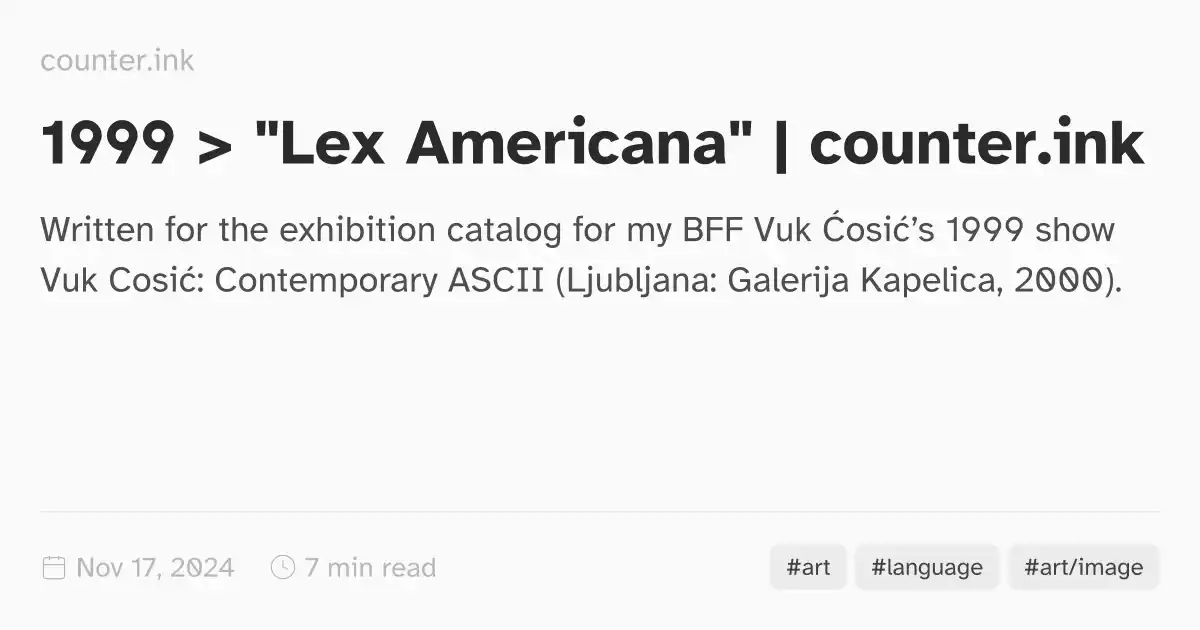 counter.ink
1999 > "Lex Americana" | counter.ink
Written for the exhibition catalog for my BFF Vuk Ćosić’s 1999 show
Vuk Cosić: Contemporary ASCII (Ljubljana: Galerija Kapelica, 2000).
Nov 17, 2024 7 min read #art #language #art/image